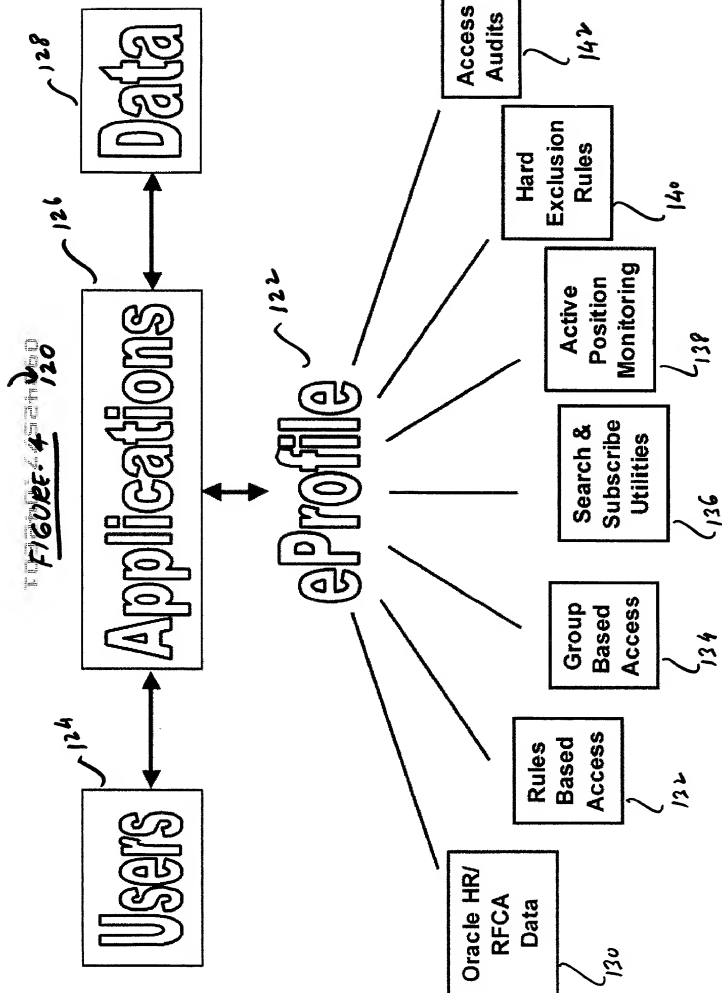 FIGURE. 4
120
124
126
128
Users
Applications
Data
122
eProfile
Oracle HR/
RFCA
Data
130
Rules
Based
Access
132
Group
Based
Access
134
Search &
Subscribe
Utilities
136
Active
Position
Monitoring
138
Hard
Exclusion
Rules
140
Access
Audits
142